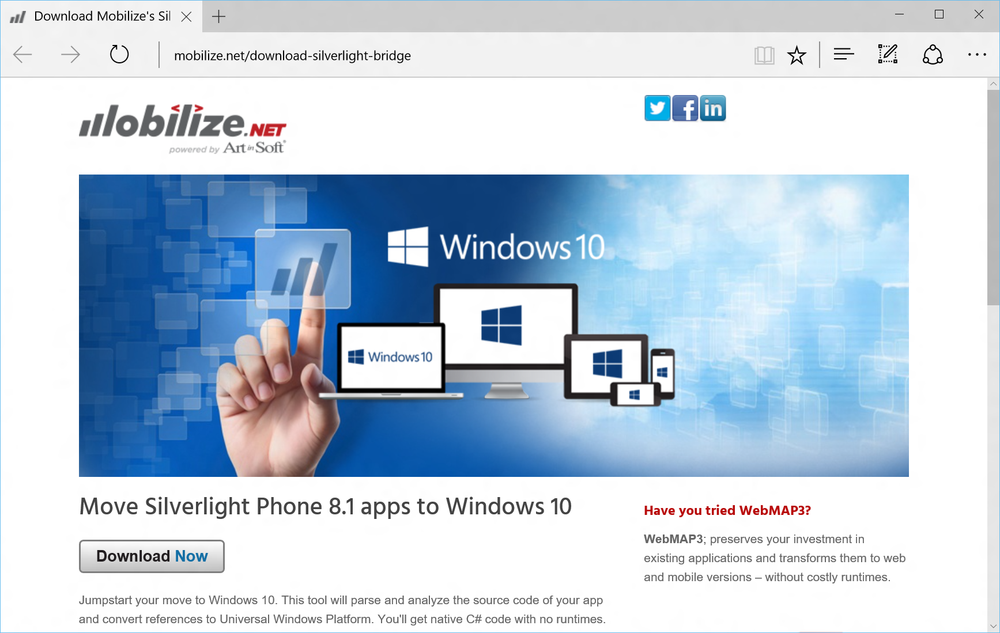 Download Mobilize's Sil
mobilize.net/download-silverlight-bridge
Mobilize.NET
powered by Art in Soft
Windows 10
Windows 10
Move Silverlight Phone 8.1 apps to Windows 10
Download Now
Jumpstart your move to Windows 10. This tool will parse and analyze the source code of your app
and convert references to Universal Windows Platform. You'll get native C# code with no runtimes.
Have you tried WebMAP3?
WebMAP3; preserves your investment in
existing applications and transforms them to web
and mobile versions – without costly runtimes.